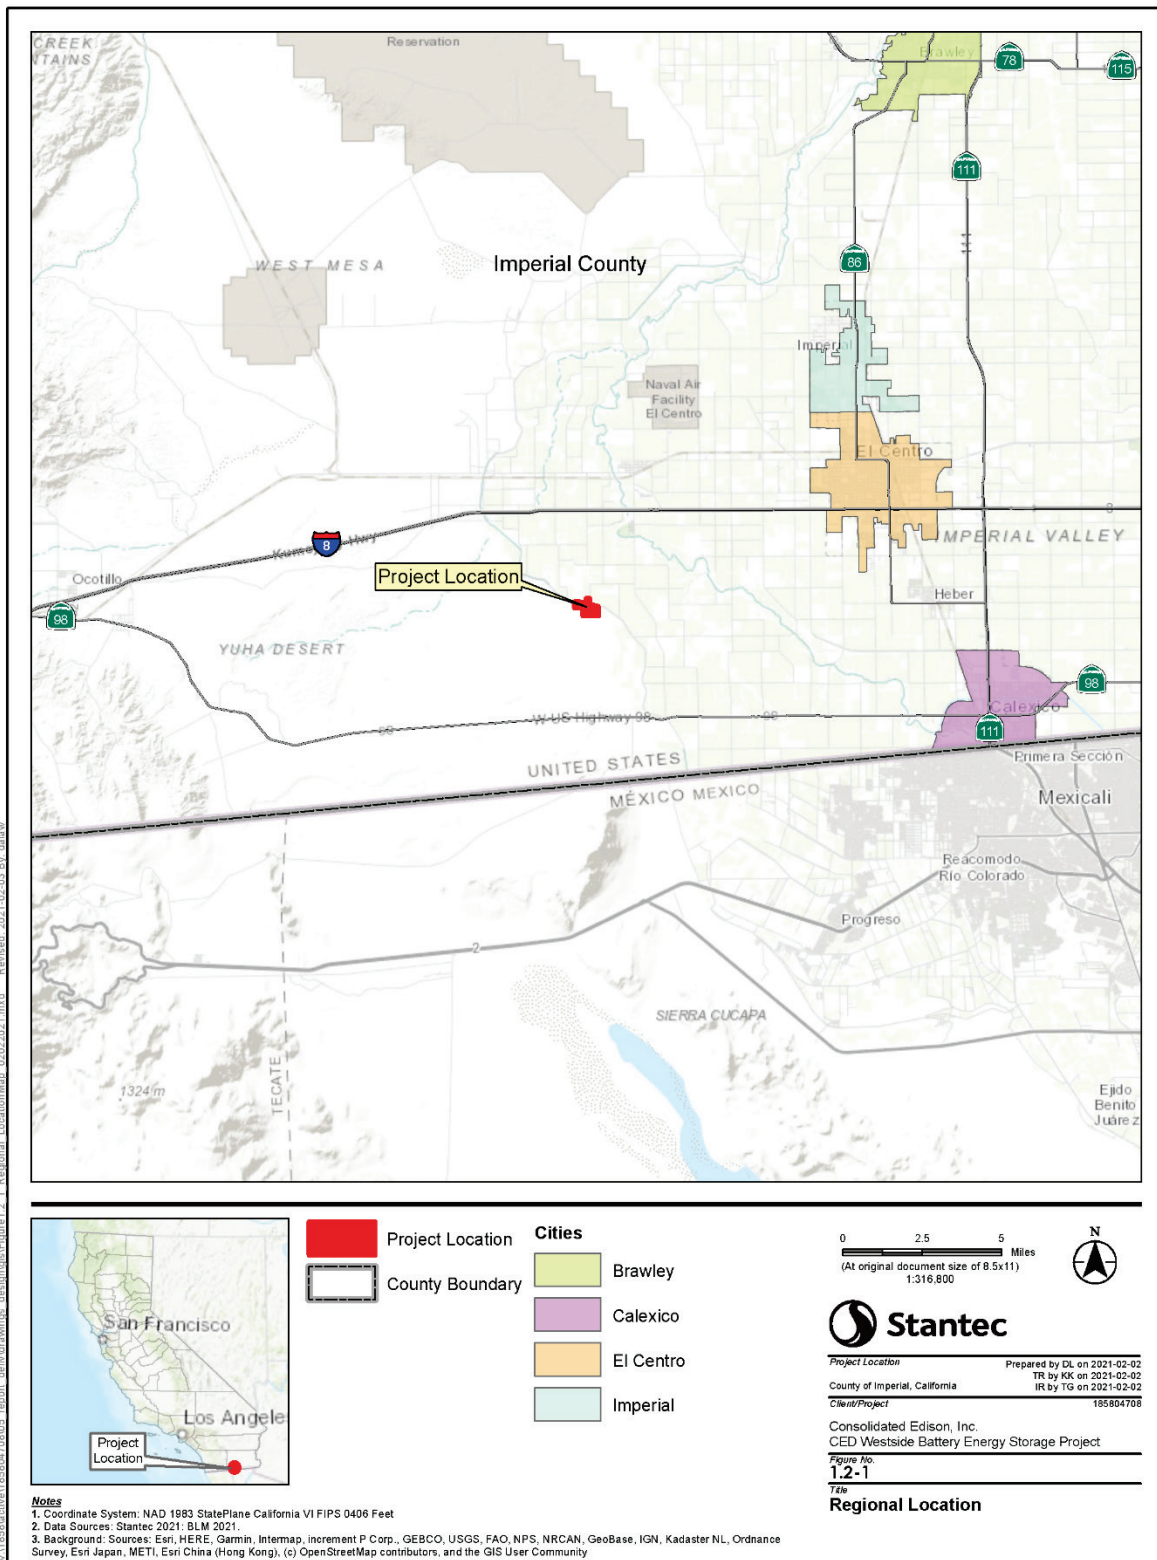 CREEK
NTAINS
Reservation
Brawley
78
115
111
WEST MESA
Imperial County
86
111
Imperial
Naval Air
Facility
El Centro
El Centro
8
IMPERIAL VALLEY
8
Ocotillo
Project Location
Heber
98
YUHA DESERT
98
Calexico
W US Highway 98
98
98
111
UNITED STATES
Primera Sección
MÉXICO MEXICO
Mexicali
Reacomodo
Río Colorado
Progreso
2
SIERRA CUCAPA
TECATE
1324 m
Ejido
Benito
Juárez
San Francisco
Los Angele
Project
Location
Project Location
County Boundary
Cities
Brawley
Calexico
El Centro
Imperial
0 2.5 5
Miles
(At original document size of 8.5x11)
1:316,800
N
Stantec
Project Location
County of Imperial, California
Prepared by DL on 2021-02-02
TR by KK on 2021-02-02
IR by TG on 2021-02-02
Client/Project 185804708
Consolidated Edison, Inc.
CED Westside Battery Energy Storage Project
Figure No.
1.2-1
Title
Regional Location
Notes
1. Coordinate System: NAD 1983 StatePlane California VI FIPS 0406 Feet
2. Data Sources: Stantec 2021; BLM 2021.
3. Background: Sources: Esri, HERE, Garmin, Intermap, increment P Corp., GEBCO, USGS, FAO, NPS, NRCAN, GeoBase, IGN, Kadaster NL, Ordnance
Survey, Esri Japan, METI, Esri China (Hong Kong), (c) OpenStreetMap contributors, and the GIS User Community